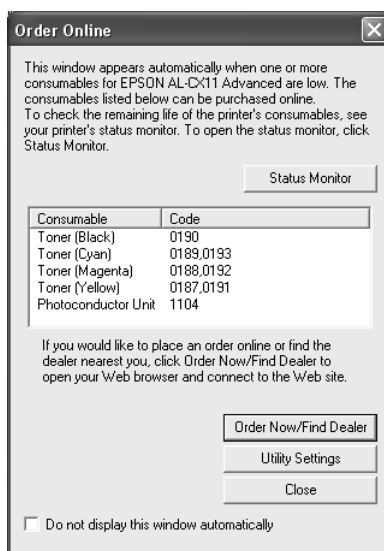 Order Online
This window appears automatically when one or more
consumables for EPSON AL-CX11 Advanced are low. The
consumables listed below can be purchased online.
To check the remaining life of the printer's consumables, see
your printer's status monitor. To open the status monitor, click
Status Monitor.
Status Monitor
Consumable Code
Toner (Black) 0190
Toner (Cyan) 0189,0193
Toner (Magenta) 0188,0192
Toner (Yellow) 0187,0191
Photoconductor Unit 1104
If you would like to place an order online or find the
dealer nearest you, click Order Now/Find Dealer to
open your Web browser and connect to the Web site.
Order Now/Find Dealer
Utility Settings
Close
Do not display this window automatically